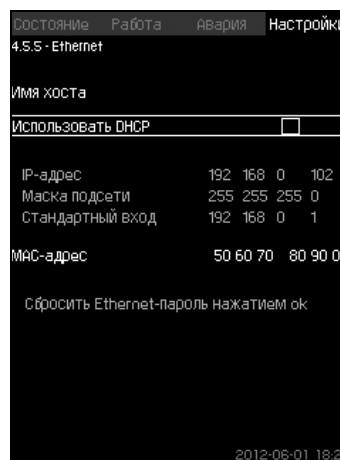 Состояние Работа Авария Настройки
4.5.5 - Ethernet
Имя хоста
Использовать DHCP
IP-адрес 192 168 0 102
Маска подсети 255 255 255 0
Стандартный вход 192 168 0 1
MAC-адрес 50 60 70 80 90 0
Сбросить Ethernet-пароль нажатием ok
2012-06-01 18:2